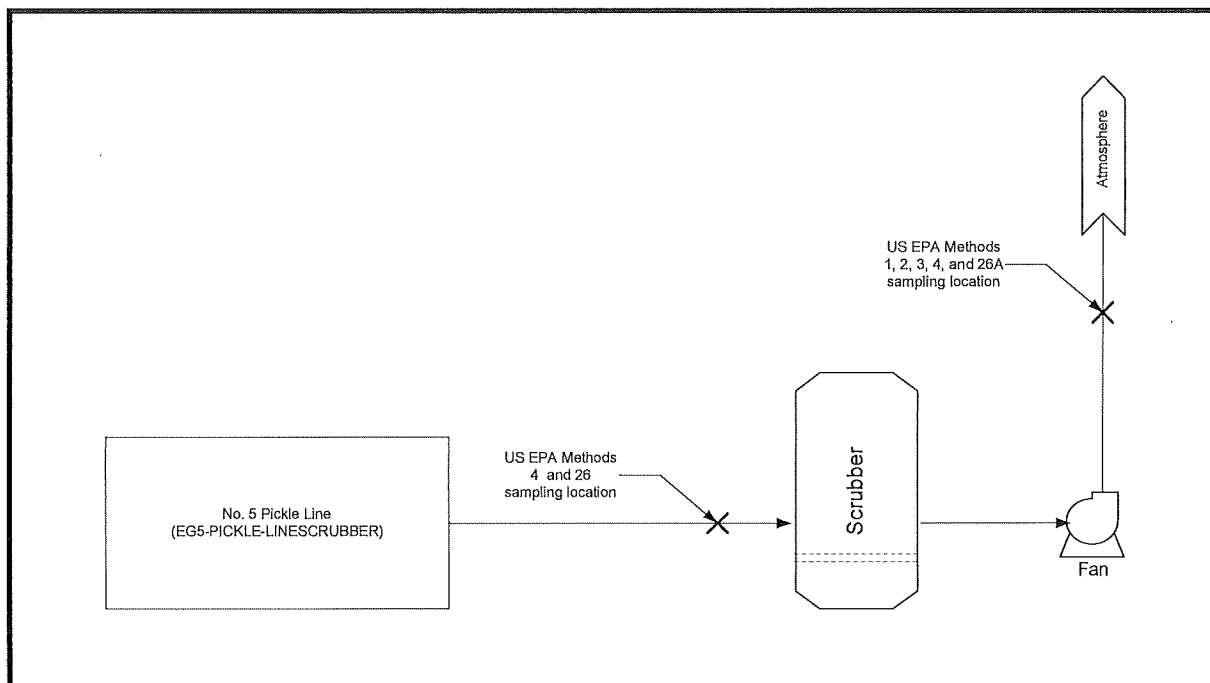 Atmosphere
US EPA Methods
1, 2, 3, 4, and 26A
sampling location
US EPA Methods
4 and 26
sampling location
No. 5 Pickle Line
(EG5-PICKLE-LINESCRUBBER)
Scrubber
Fan